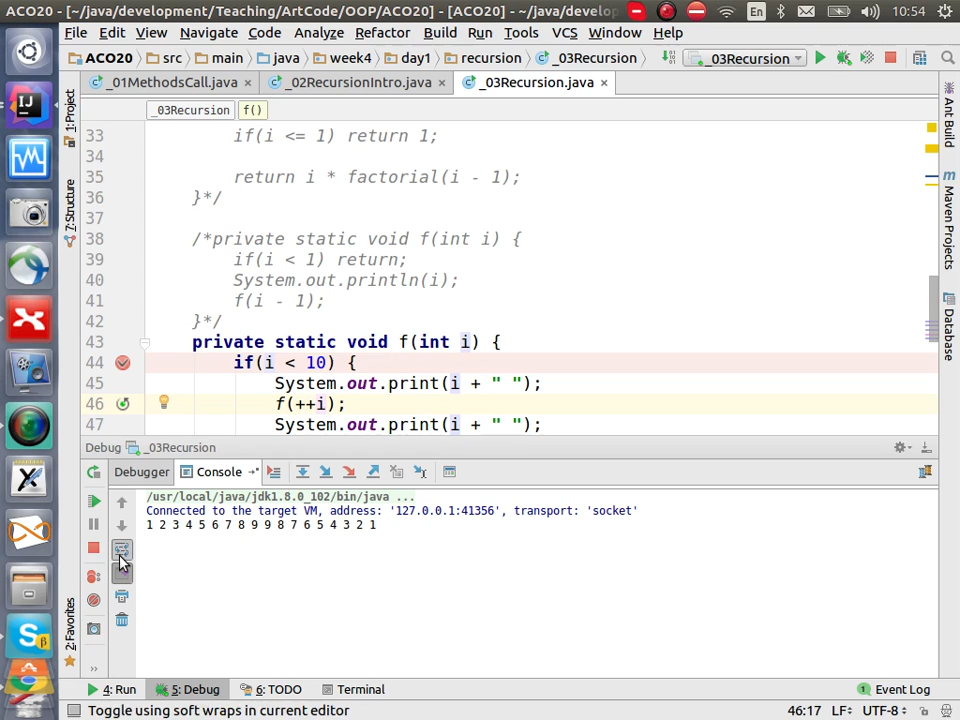 ACO20 - [~/java/development/Teaching/ArtCode/OOP/ACO20] - [ACO20] - ~/java/develop
En
10:54
File Edit View Navigate Code Analyze Refactor Build Run Tools VCS Window Help
ACO20 src main java week4 day1 recursion _03Recursion
_03Recursion
_01MethodsCall.java × _02RecursionIntro.java × _03Recursion.java ×
_03Recursion f()
33 if(i <= 1) return 1;
34
35 return i * factorial(i - 1);
36 }*/
37
38 /*private static void f(int i) {
39 if(i < 1) return;
40 System.out.println(i);
41 f(i - 1);
42 }*/
43 private static void f(int i) {
44 if(i < 10) {
45 System.out.print(i + " ");
46 f(++i);
47 System.out.print(i + " ");
1: Project
7: Structure
2: Favorites
Ant Build
Maven Projects
Database
Debug _03Recursion
Debugger Console
/usr/local/java/jdk1.8.0_102/bin/java ...
Connected to the target VM, address: '127.0.0.1:41356', transport: 'socket'
1 2 3 4 5 6 7 8 9 9 8 7 6 5 4 3 2 1
4: Run 5: Debug 6: TODO Terminal 1 Event Log
Toggle using soft wraps in current editor 46:17 LF÷ UTF-8÷